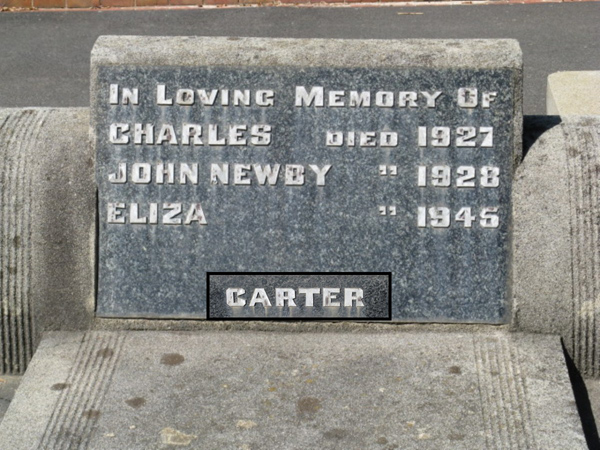 IN LOVING MEMORY OF
CHARLES DIED 1927
JOHN NEWBY " 1928
ELIZA " 1945
CARTER